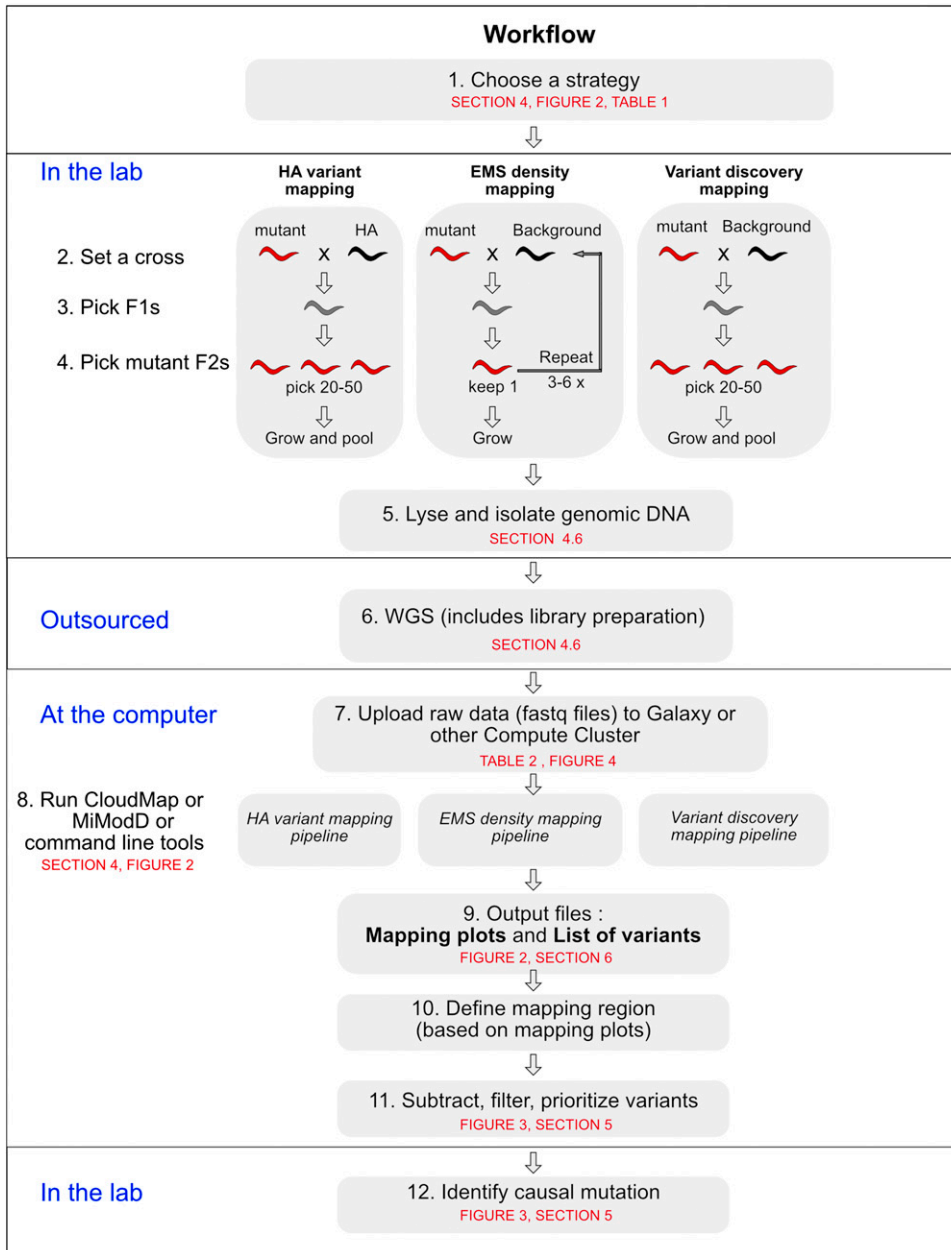 Workflow
1. Choose a strategy
SECTION 4, FIGURE 2, TABLE 1
In the lab
HA variant
mapping
EMS density
mapping
Variant discovery
mapping
mutant HA
mutant Background
mutant Background
2. Set a cross
X
X
X
3. Pick F1s
4. Pick mutant F2s
Repeat
pick 20-50
keep 1
3-6 x
pick 20-50
Grow and pool
Grow
Grow and pool
5. Lyse and isolate genomic DNA
SECTION 4.6
Outsourced
6. WGS (includes library preparation)
SECTION 4.6
At the computer
7. Upload raw data (fastq files) to Galaxy or
other Compute Cluster
TABLE 2 , FIGURE 4
8. Run CloudMap or
MiModD or
command line tools
SECTION 4, FIGURE 2
HA variant mapping
pipeline
EMS density mapping
pipeline
Variant discovery
mapping pipeline
9. Output files :
Mapping plots and List of variants
FIGURE 2, SECTION 6
10. Define mapping region
(based on mapping plots)
11. Subtract, filter, prioritize variants
FIGURE 3, SECTION 5
In the lab
12. Identify causal mutation
FIGURE 3, SECTION 5